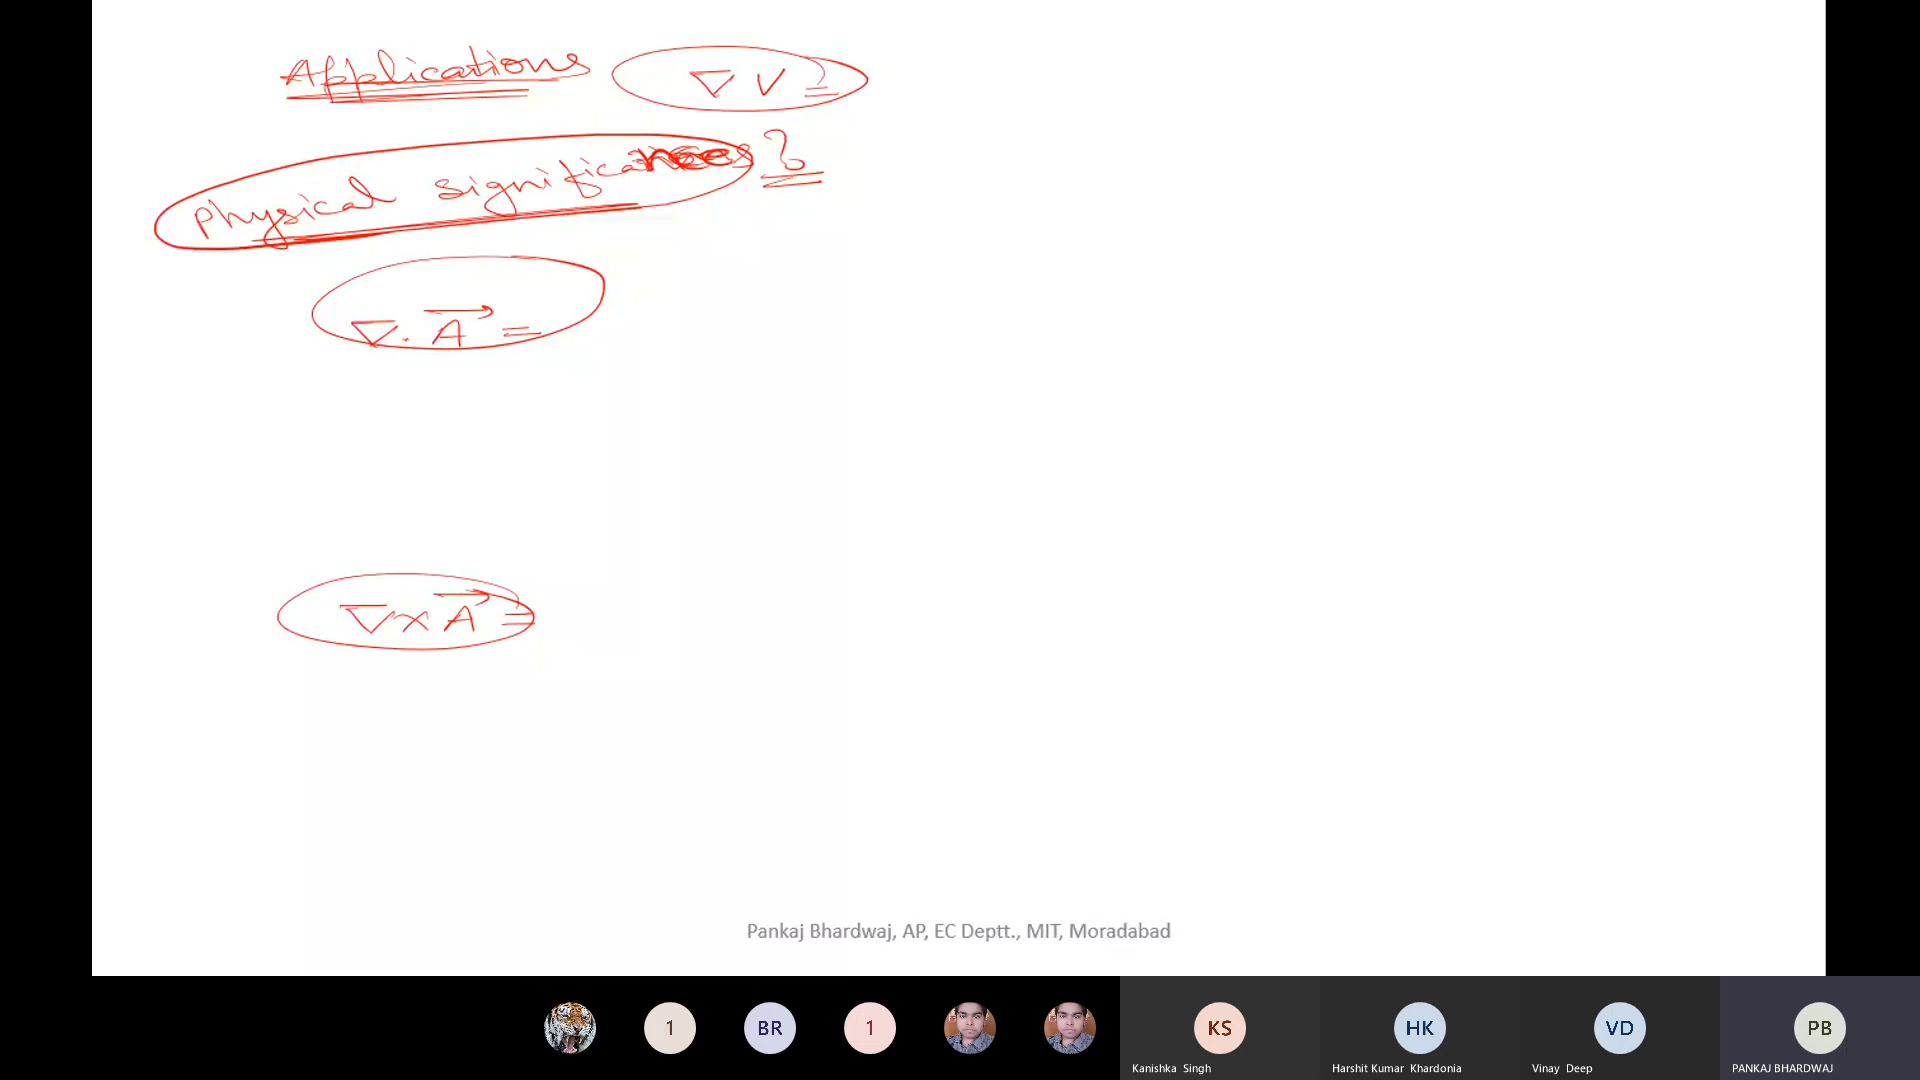 Applications ∇ V =
Physical significances ?
∇. A⃗ =
∇ × A⃗ =
Pankaj Bhardwaj, AP, EC Deptt., MIT, Moradabad
1 BR 1 KS HK VD PB
Kanishka Singh Harshit Kumar Khardonia Vinay Deep PANKAJ BHARDWAJ